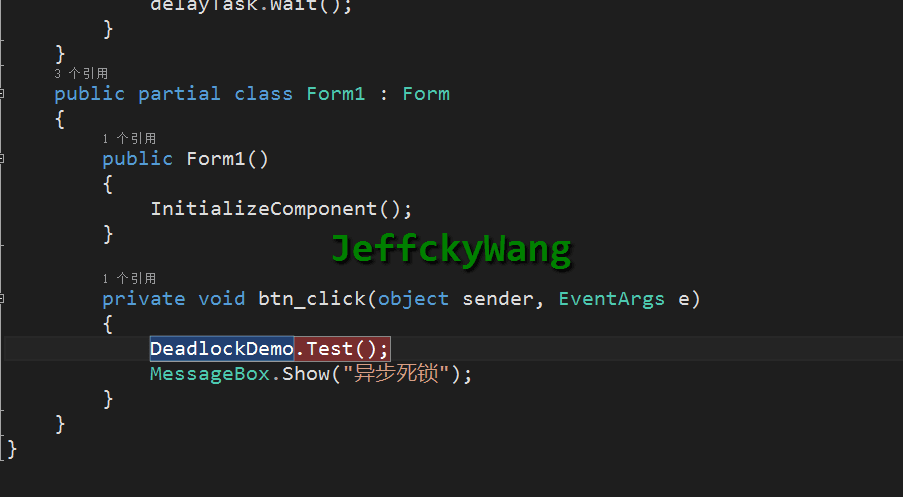 delayTask.Wait();
}
}
3 个引用
public partial class Form1 : Form
{
1 个引用
public Form1()
{
InitializeComponent();
}
JeffckyWang
1 个引用
private void btn_click(object sender, EventArgs e)
{
DeadlockDemo.Test();
MessageBox.Show("异步死锁");
}
}
}